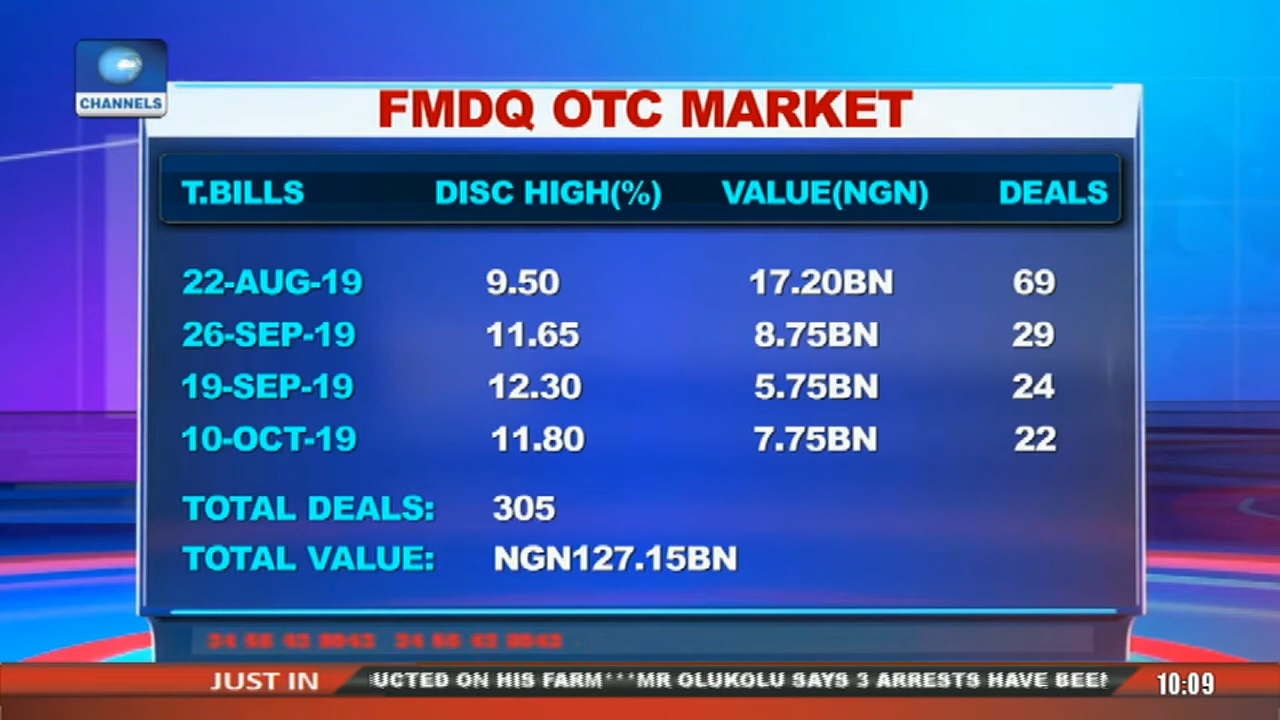 CHANNELS
FMDQ OTC MARKET
T.BILLS DISC HIGH(%) VALUE(NGN) DEALS
22-AUG-19 9.50 17.20BN 69
26-SEP-19 11.65 8.75BN 29
19-SEP-19 12.30 5.75BN 24
10-OCT-19 11.80 7.75BN 22
TOTAL DEALS: 305
TOTAL VALUE: NGN127.15BN
JUST IN UCTED ON HIS FARM***MR OLUKOLU SAYS 3 ARRESTS HAVE BEE 10:09